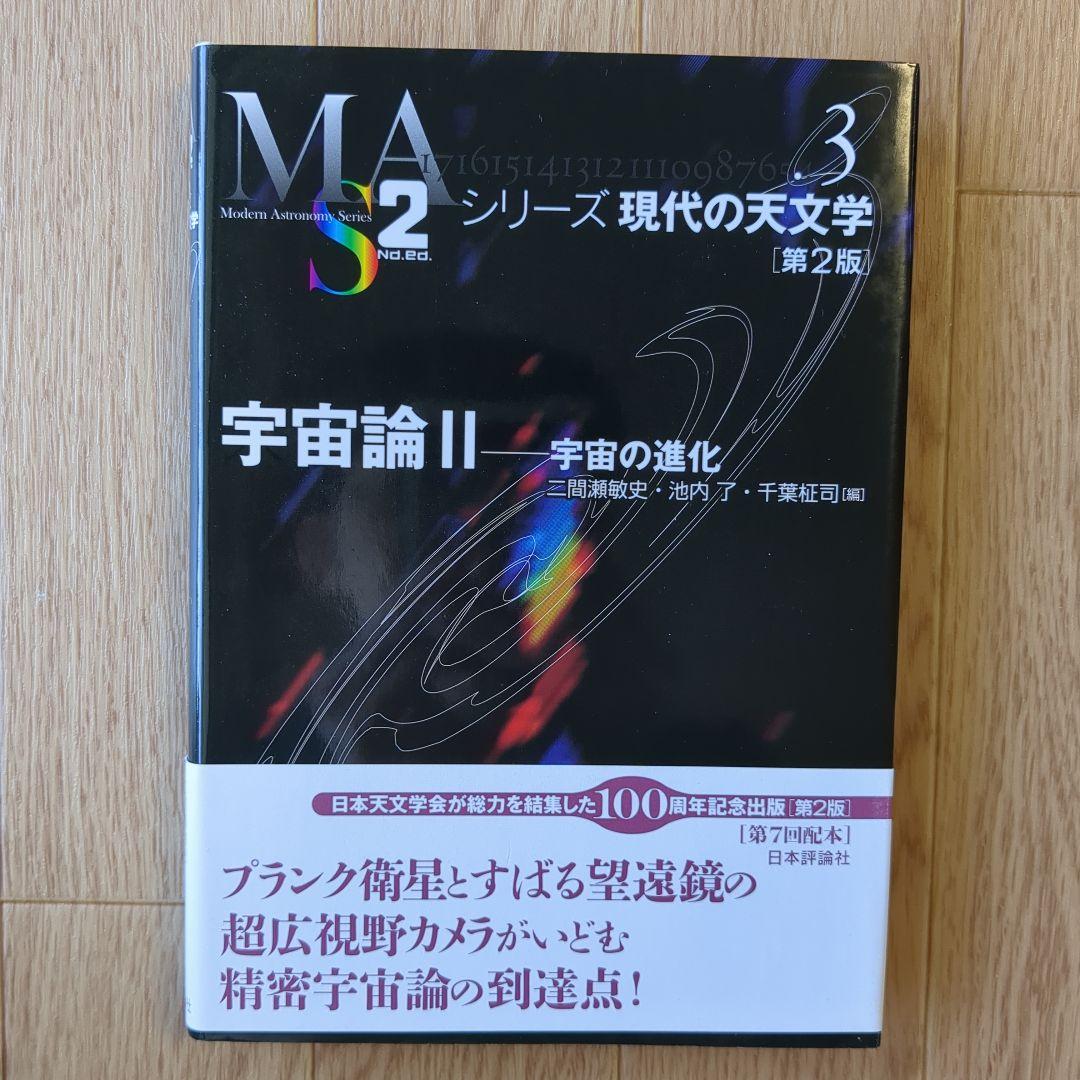 MAS
Modern Astronomy Series
2Nd.ed.
171615141312111098765
.3
シリーズ 現代の天文学
[第2版]
宇宙論II──宇宙の進化
二間瀬敏史・池内 了・千葉柾司[編]
学
日本天文学会が総力を結集した100周年記念出版[第2版]
[第7回配本]
日本評論社
プランク衛星とすばる望遠鏡の
超広視野カメラがいどむ
精密宇宙論の到達点!